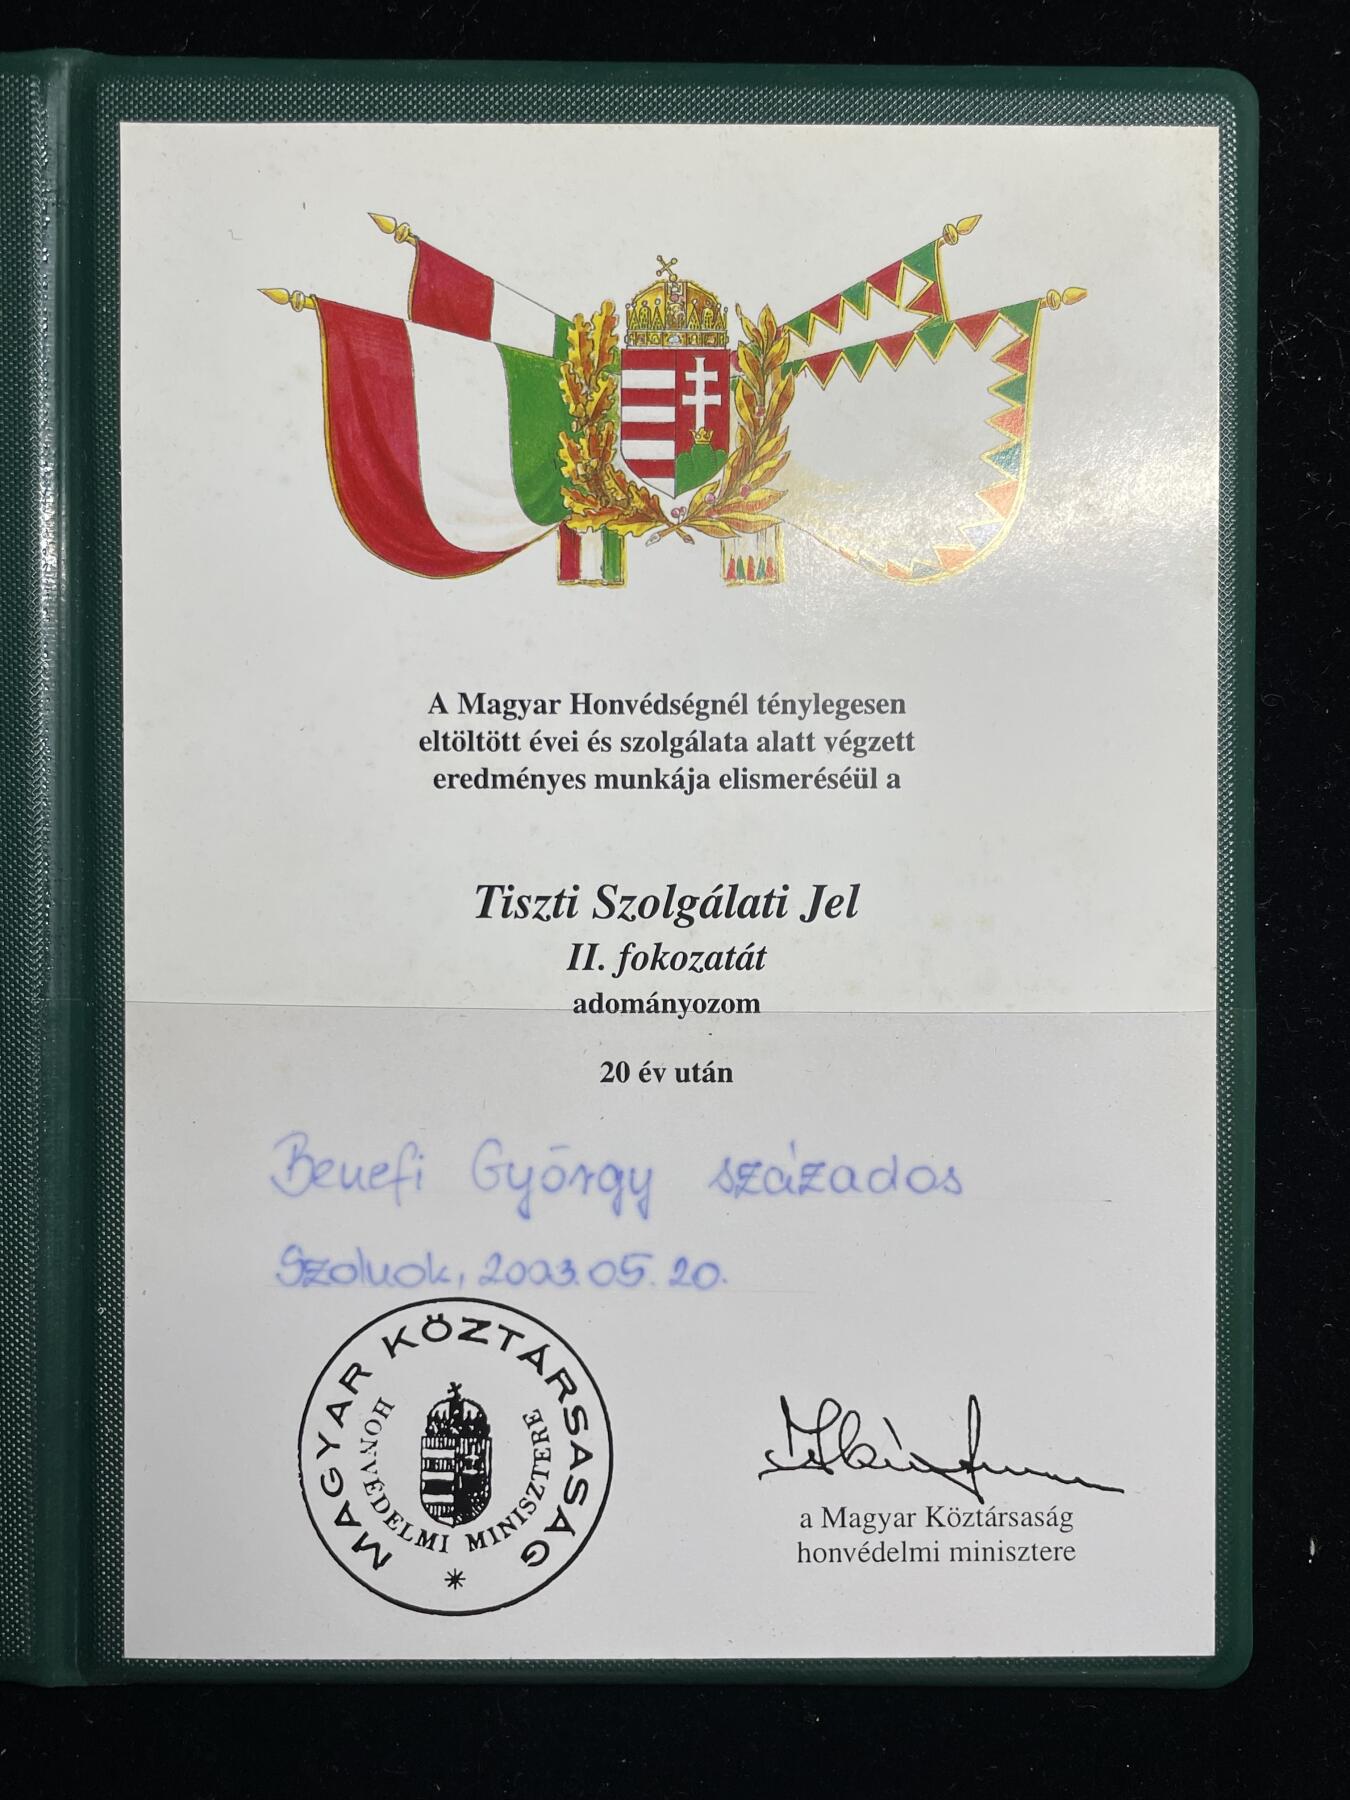 A Magyar Honvédségnél ténylegesen
eltöltött évei és szolgálata alatt végzett
eredményes munkája elismeréséül a
Tiszti Szolgálati Jel
II. fokozatát
adományozom
20 év után
Benefi György százados
Szolnok, 2003.05.20.
MAGYAR KÖZTÁRSASÁG
HONVÉDELMI MINISZTERE
*
a Magyar Köztársaság
honvédelmi minisztere